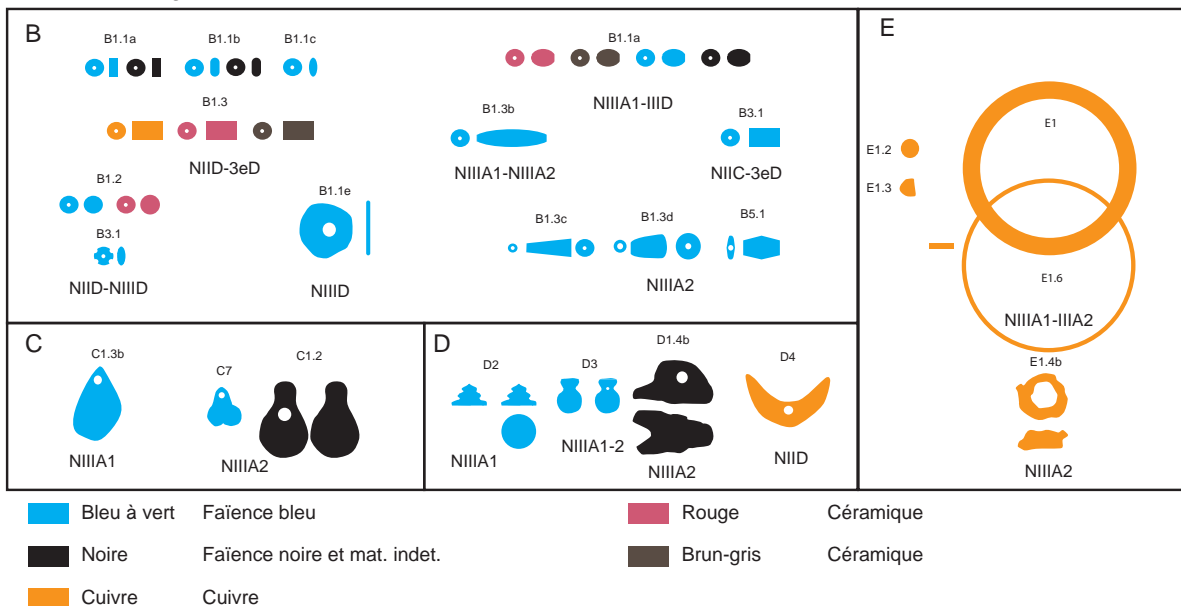 B
B1.1a
B1.1b
B1.1c
B1.3
NIID-3eD
B1.2
B3.1
NIID-NIIID
B1.1e
NIIID
B1.1a
NIIIA1-IIID
B1.3b
NIIIA1-NIIIA2
B3.1
NIIC-3eD
B1.3c
B1.3d
B5.1
NIIIA2
C
C1.3b
NIIIA1
C7
C1.2
NIIIA2
D
D2
NIIIA1
D3
NIIIA1-2
D1.4b
NIIIA2
D4
NIID
E
E1
E1.2
E1.3
E1.6
NIIIA1-IIIA2
E1.4b
NIIIA2
Bleu à vert Faïence bleu
Noire Faïence noire et mat. indet.
Cuivre Cuivre
Rouge Céramique
Brun-gris Céramique